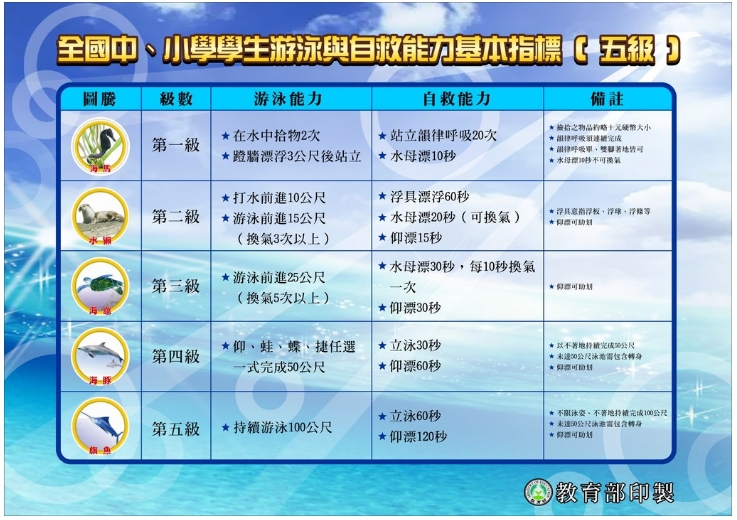 全國中、小學學生游泳與自救能力基本指標【五級】
圖騰 級數 游泳能力 自救能力 備註
海馬
第一級
★在水中拾物2次
★蹬牆漂浮3公尺後站立
★站立韻律呼吸20次
★水母漂10秒
★撿拾之物品約略十元硬幣大小
★韻律呼吸須連續完成
★韻律呼吸單、雙腳著地皆可
★水母漂10秒不可換氣
水獺
第二級
★打水前進10公尺
★游泳前進15公尺
（換氣3次以上）
★浮具漂浮60秒
★水母漂20秒（可換氣）
★仰漂15秒
★浮具意指浮板、浮球、浮條等
★仰漂可助划
海龜
第三級
★游泳前進25公尺
（換氣5次以上）
★水母漂30秒，每10秒換氣
一次
★仰漂30秒
★仰漂可助划
海豚
第四級
★仰、蛙、蝶、捷任選
一式完成50公尺
★立泳30秒
★仰漂60秒
★以不著地持續完成50公尺
★未達50公尺泳池需包含轉身
★仰漂可助划
旗魚
第五級
★持續游泳100公尺
★立泳60秒
★仰漂120秒
★不限泳姿、不著地持續完成100公尺
★未達50公尺泳池需包含轉身
★仰漂可助划
教育部印製